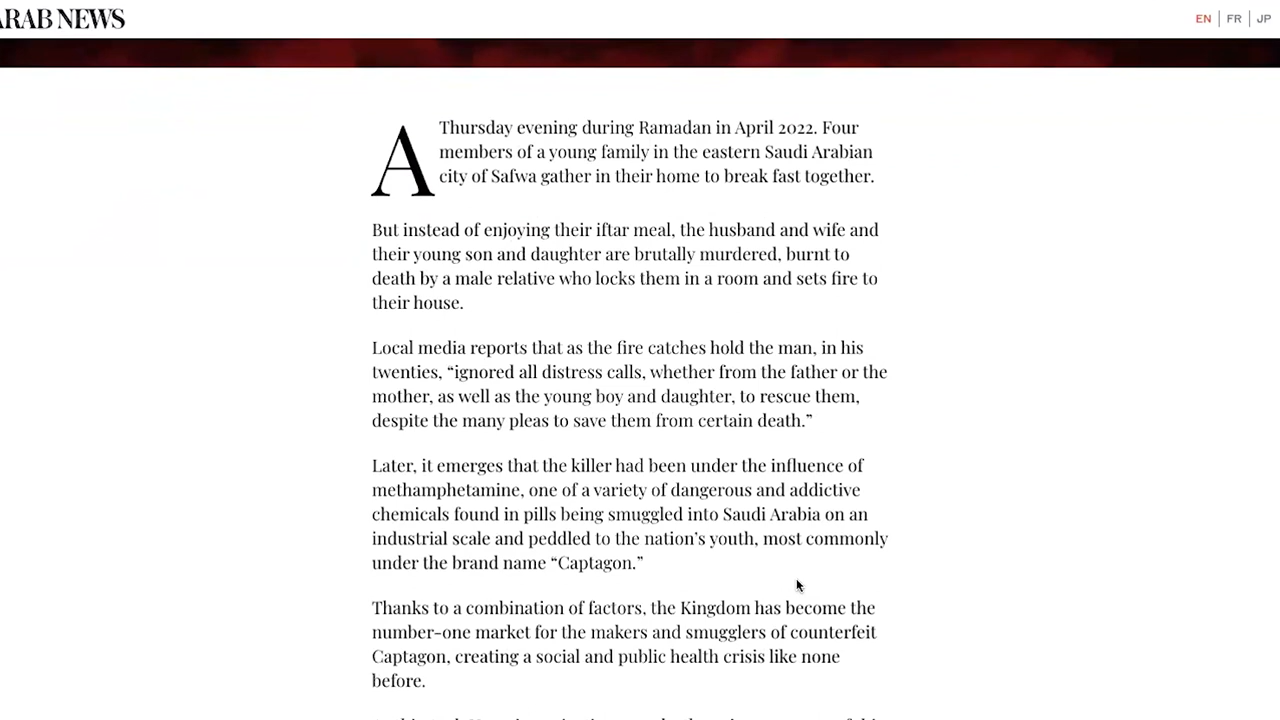 ARAB NEWS
EN | FR | JP
A Thursday evening during Ramadan in April 2022. Four
members of a young family in the eastern Saudi Arabian
city of Safwa gather in their home to break fast together.
But instead of enjoying their iftar meal, the husband and wife and
their young son and daughter are brutally murdered, burnt to
death by a male relative who locks them in a room and sets fire to
their house.
Local media reports that as the fire catches hold the man, in his
twenties, “ignored all distress calls, whether from the father or the
mother, as well as the young boy and daughter, to rescue them,
despite the many pleas to save them from certain death.”
Later, it emerges that the killer had been under the influence of
methamphetamine, one of a variety of dangerous and addictive
chemicals found in pills being smuggled into Saudi Arabia on an
industrial scale and peddled to the nation’s youth, most commonly
under the brand name “Captagon.”
Thanks to a combination of factors, the Kingdom has become the
number-one market for the makers and smugglers of counterfeit
Captagon, creating a social and public health crisis like none
before.